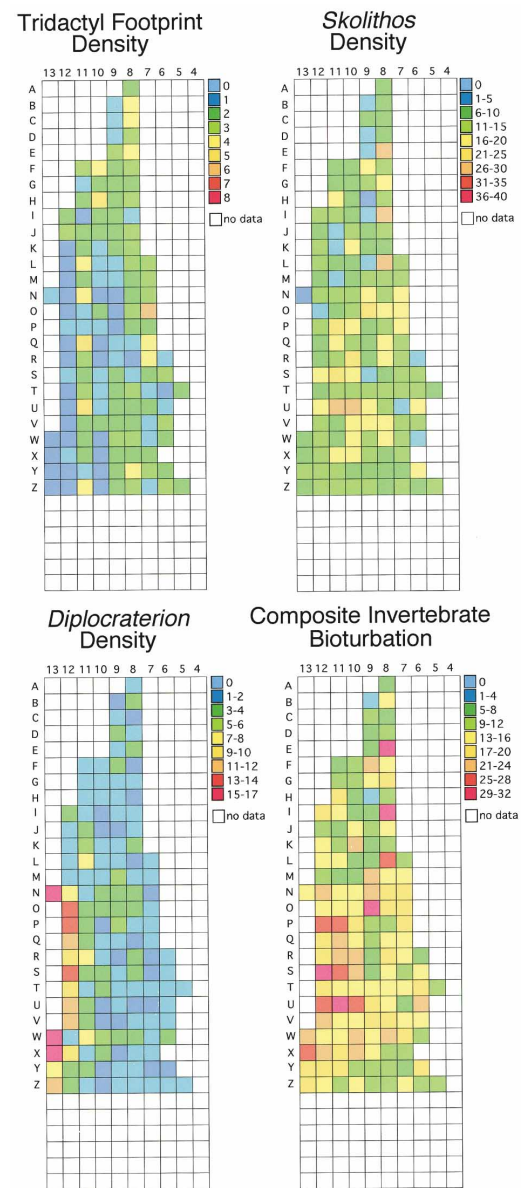 Tridactyl Footprint
Density
13 12 11 10 9 8 7 6 5 4
A
B
C
D
E
F
G
H
I
J
K
L
M
N
O
P
Q
R
S
T
U
V
W
X
Y
Z
0
1
2
3
4
5
6
7
8
no data
Skolithos
Density
13 12 11 10 9 8 7 6 5 4
A
B
C
D
E
F
G
H
I
J
K
L
M
N
O
P
Q
R
S
T
U
V
W
X
Y
Z
0
1-5
6-10
11-15
16-20
21-25
26-30
31-35
36-40
no data
Diplocraterion
Density
13 12 11 10 9 8 7 6 5 4
A
B
C
D
E
F
G
H
I
J
K
L
M
N
O
P
Q
R
S
T
U
V
W
X
Y
Z
0
1-2
3-4
5-6
7-8
9-10
11-12
13-14
15-17
no data
Composite Invertebrate
Bioturbation
13 12 11 10 9 8 7 6 5 4
A
B
C
D
E
F
G
H
I
J
K
L
M
N
O
P
Q
R
S
T
U
V
W
X
Y
Z
0
1-4
5-8
9-12
13-16
17-20
21-24
25-28
29-32
no data